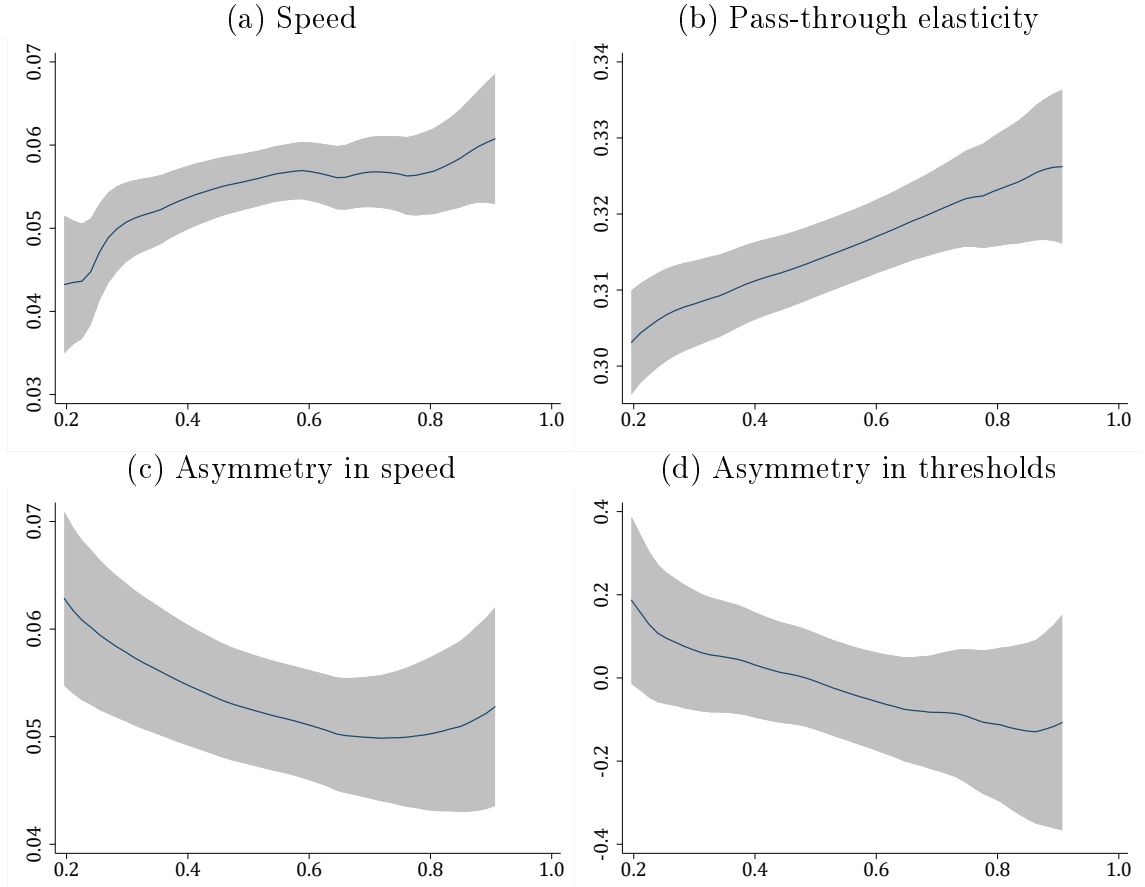 (a) Speed
0.07
0.06
0.05
0.04
0.03
0.2 0.4 0.6 0.8 1.0
(b) Pass-through elasticity
0.34
0.33
0.32
0.31
0.30
0.2 0.4 0.6 0.8 1.0
(c) Asymmetry in speed
0.07
0.06
0.05
0.04
0.2 0.4 0.6 0.8 1.0
(d) Asymmetry in thresholds
0.4
0.2
0.0
-0.2
-0.4
0.2 0.4 0.6 0.8 1.0